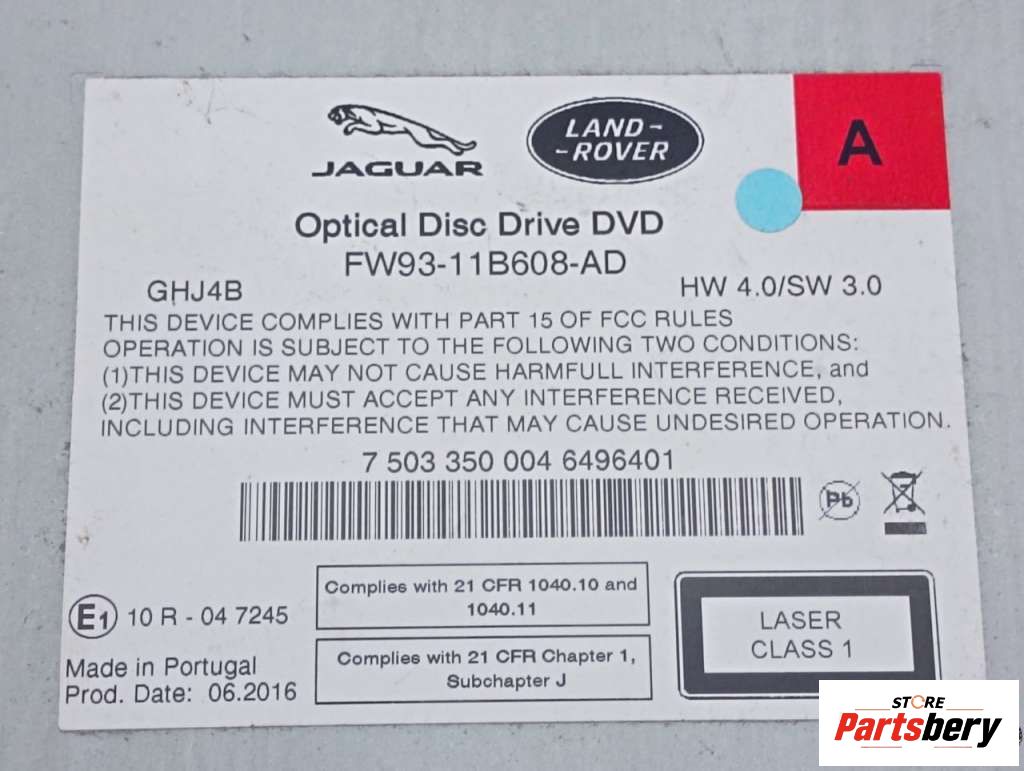 JAGUAR
LAND-
-ROVER
A
Optical Disc Drive DVD
FW93-11B608-AD
GHJ4B
HW 4.0/SW 3.0
THIS DEVICE COMPLIES WITH PART 15 OF FCC RULES
OPERATION IS SUBJECT TO THE FOLLOWING TWO CONDITIONS:
(1)THIS DEVICE MAY NOT CAUSE HARMFULL INTERFERENCE, and
(2)THIS DEVICE MUST ACCEPT ANY INTERFERENCE RECEIVED,
INCLUDING INTERFERENCE THAT MAY CAUSE UNDESIRED OPERATION.
7 503 350 004 6496401
Pb
E1 10 R - 04 7245
Made in Portugal
Prod. Date: 06.2016
Complies with 21 CFR 1040.10 and
1040.11
Complies with 21 CFR Chapter 1,
Subchapter J
LASER
CLASS 1
STORE
Partsbery